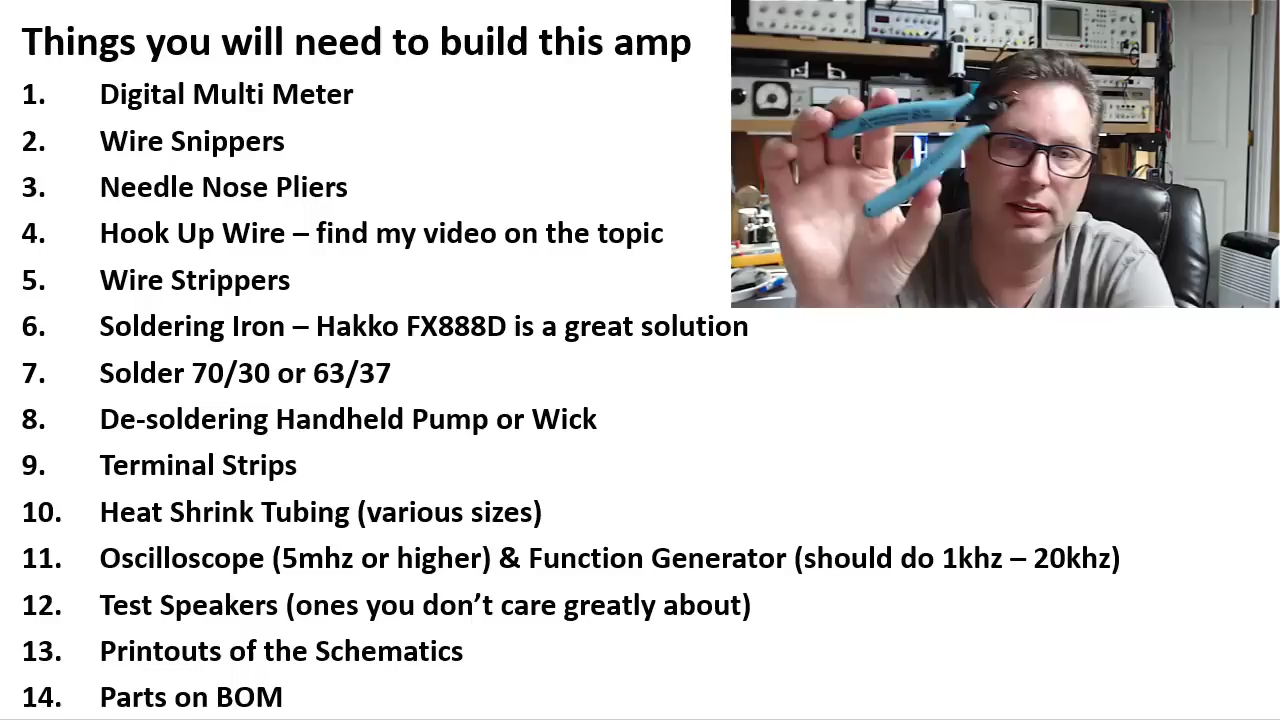 Things you will need to build this amp
1. Digital Multi Meter
2. Wire Snippers
3. Needle Nose Pliers
4. Hook Up Wire – find my video on the topic
5. Wire Strippers
6. Soldering Iron – Hakko FX888D is a great solution
7. Solder 70/30 or 63/37
8. De-soldering Handheld Pump or Wick
9. Terminal Strips
10. Heat Shrink Tubing (various sizes)
11. Oscilloscope (5mhz or higher) & Function Generator (should do 1khz – 20khz)
12. Test Speakers (ones you don’t care greatly about)
13. Printouts of the Schematics
14. Parts on BOM